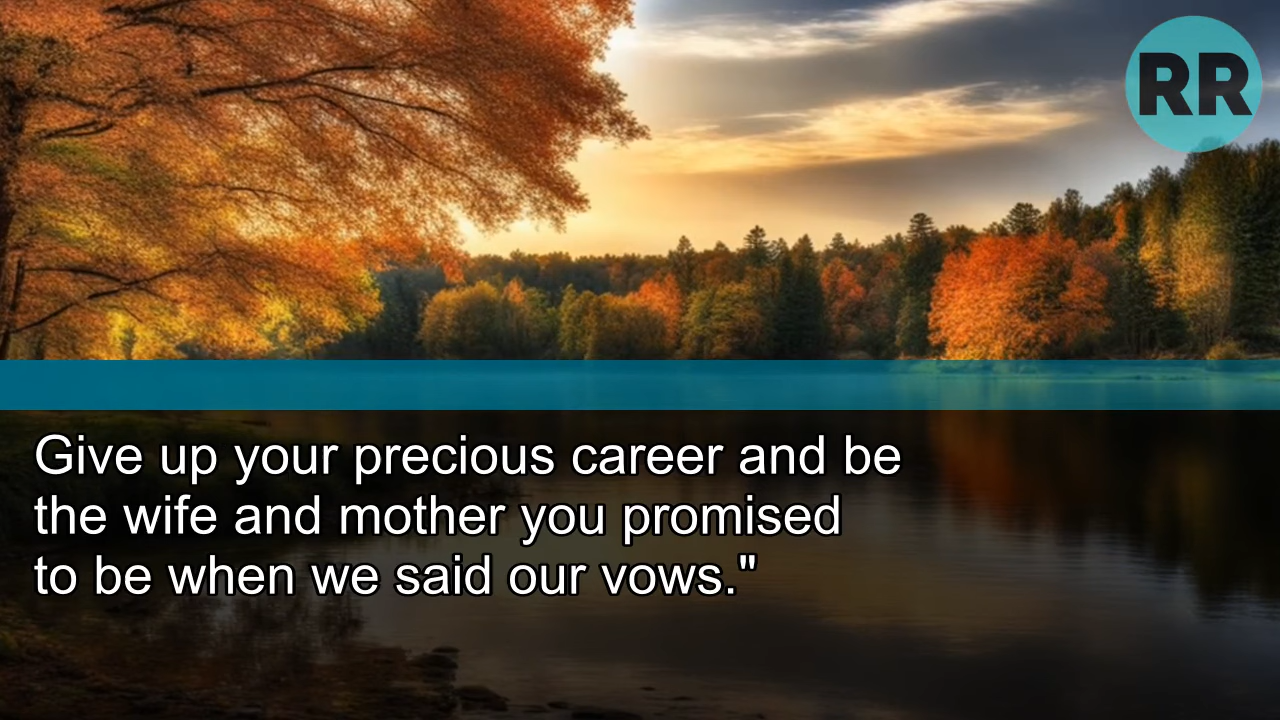 RR
Give up your precious career and be
the wife and mother you promised
to be when we said our vows."